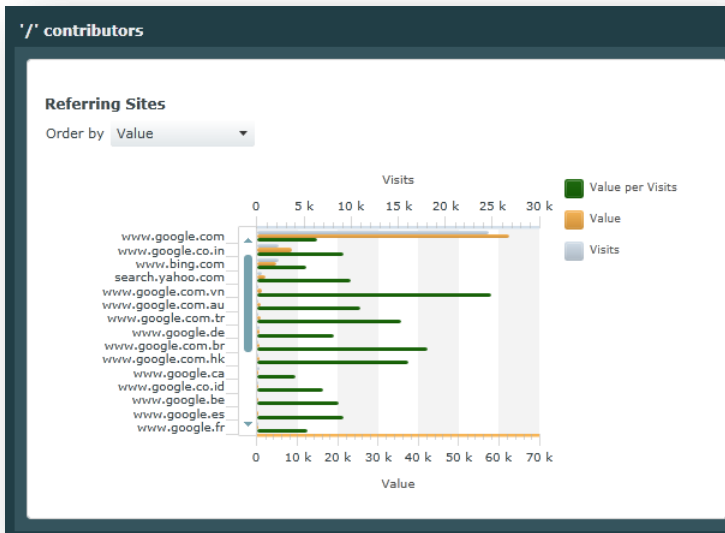 '/' contributors
Referring Sites
Order by Value
Visits
0 5 k 10 k 15 k 20 k 25 k 30 k
Value per Visits
Value
Visits
www.google.com
www.google.co.in
www.bing.com
search.yahoo.com
www.google.com.vn
www.google.com.au
www.google.com.tr
www.google.de
www.google.com.br
www.google.com.hk
www.google.ca
www.google.co.id
www.google.be
www.google.es
www.google.fr
0 10 k 20 k 30 k 40 k 50 k 60 k 70 k
Value